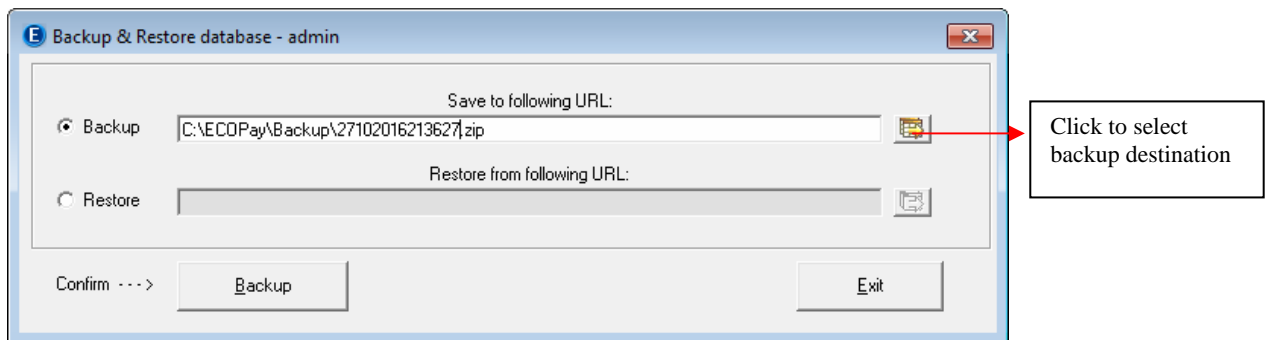 Backup & Restore database - admin
Save to following URL:
Backup
C:\ECOPay\Backup\27102016213627.zip
Click to select
backup destination
Restore from following URL:
Restore
Confirm --->
Backup
Exit